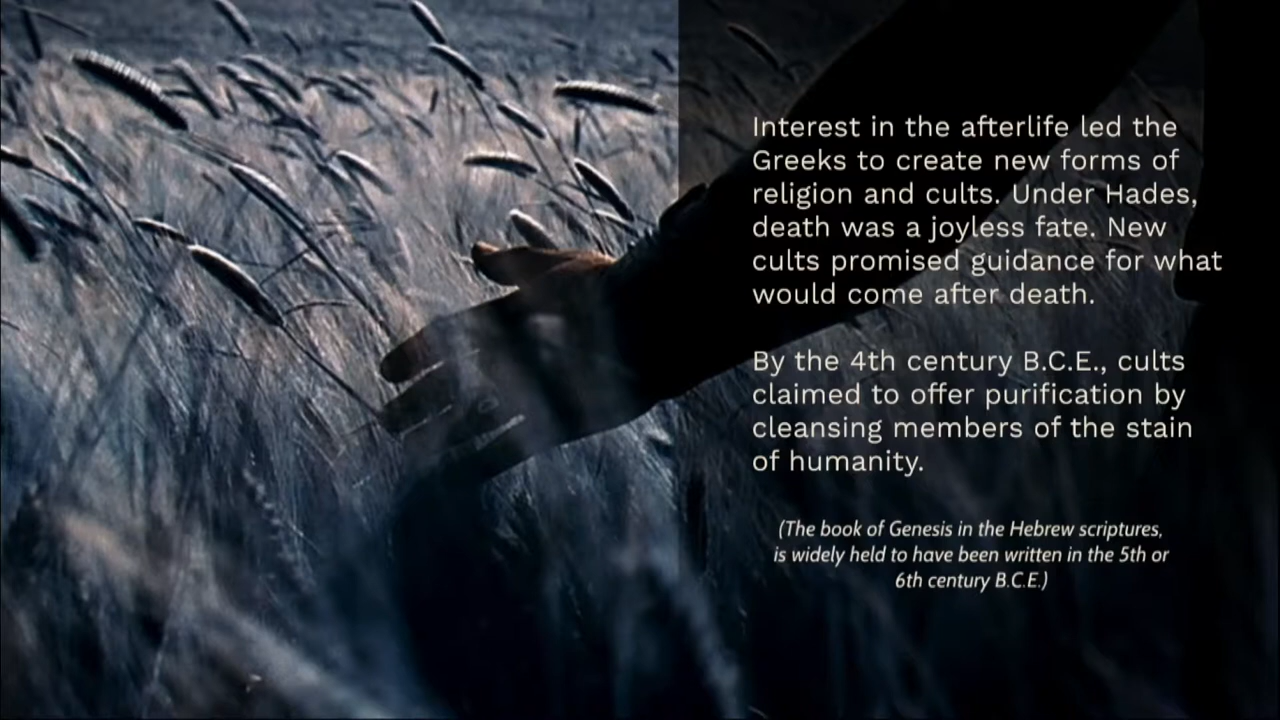 Interest in the afterlife led the
Greeks to create new forms of
religion and cults. Under Hades,
death was a joyless fate. New
cults promised guidance for what
would come after death.
By the 4th century B.C.E., cults
claimed to offer purification by
cleansing members of the stain
of humanity.
(The book of Genesis in the Hebrew scriptures,
is widely held to have been written in the 5th or
6th century B.C.E.)